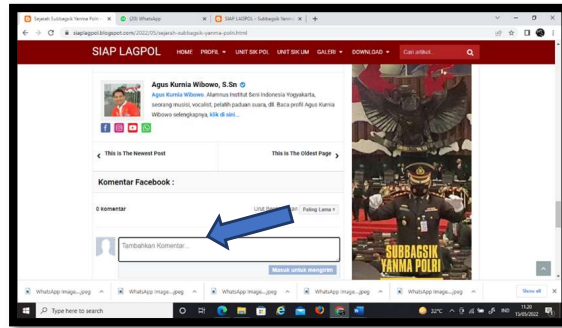 Sejarah Subbagsik Yanma Polri -
(20) WhatsApp
SIAP LAGPOL - Subbagsik Yanma
siaplagpol.blogspot.com/2022/05/sejarah-subbagsik-yanma-polri.html
SIAP LAGPOL
HOME PROFIL UNIT SIK POL UNIT SIK UM GALERI DOWNLOAD Cari artikel..
Agus Kurnia Wibowo, S.Sn
Agus Kurnia Wibowo. Alumnus Institut Seni Indonesia Yogyakarta,
seorang musisi, vocalist, pelatih paduan suara, dll. Baca profil Agus Kurnia
Wibowo selengkapnya, klik di sini...
This Is The Newest Post
This Is The Oldest Page
Komentar Facebook :
0 komentar
Urut Paling Lama
Tambahkan Komentar...
Masuk untuk mengirim
SUBBAGSIK
YANMA POLRI
WhatsApp Image....jpeg WhatsApp Image....jpeg WhatsApp Image....jpeg WhatsApp Image....jpeg WhatsApp Image....jpeg Show all
Type here to search
32°C
IND
11.20
15/05/2022